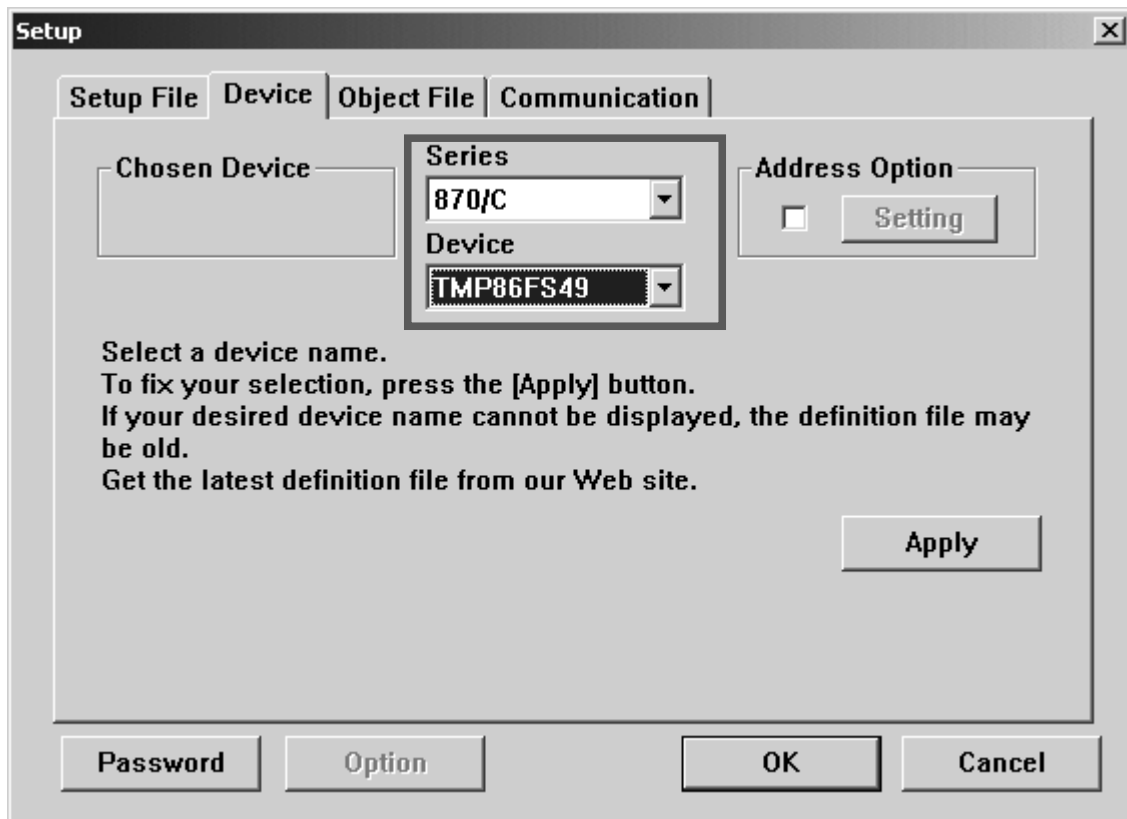 Setup
Setup File Device Object File Communication
Chosen Device
Series
870/C
Device
TMP86FS49
Address Option
Setting
Select a device name.
To fix your selection, press the [Apply] button.
If your desired device name cannot be displayed, the definition file may
be old.
Get the latest definition file from our Web site.
Apply
Password Option OK Cancel